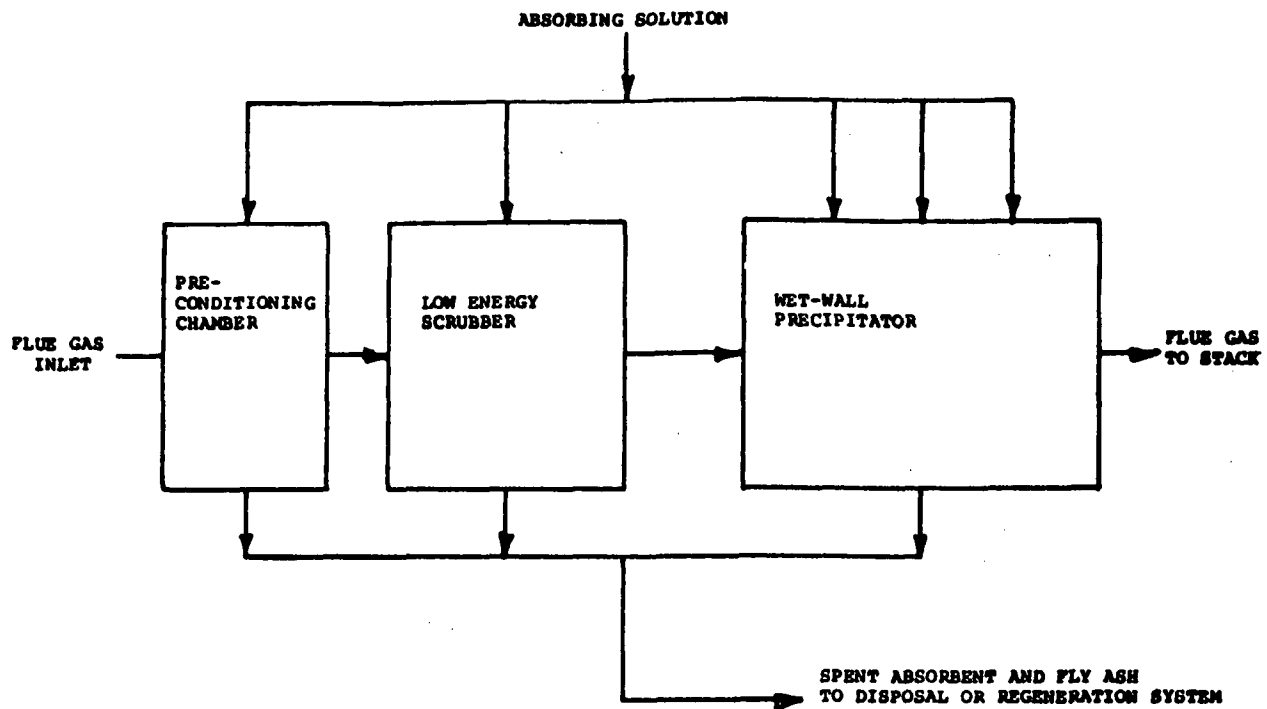 ABSORBING SOLUTION
PRE-
CONDITIONING
CHAMBER
LOW ENERGY
SCRUBBER
WET-WALL
PRECIPITATOR
FLUE GAS
INLET
FLUE GAS
TO STACK
SPENT ABSORBENT AND FLY ASH
TO DISPOSAL OR REGENERATION SYSTEM